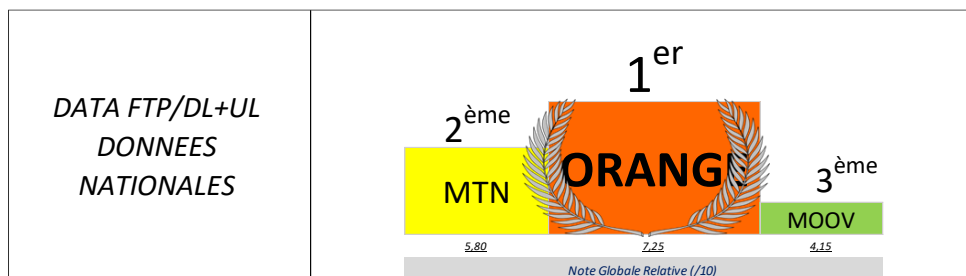 DATA FTP/DL+UL
DONNEES
NATIONALES
1er
2ème
3ème
MTN
ORANGE
MOOV
5,80
7,25
4,15
Note Globale Relative (/10)